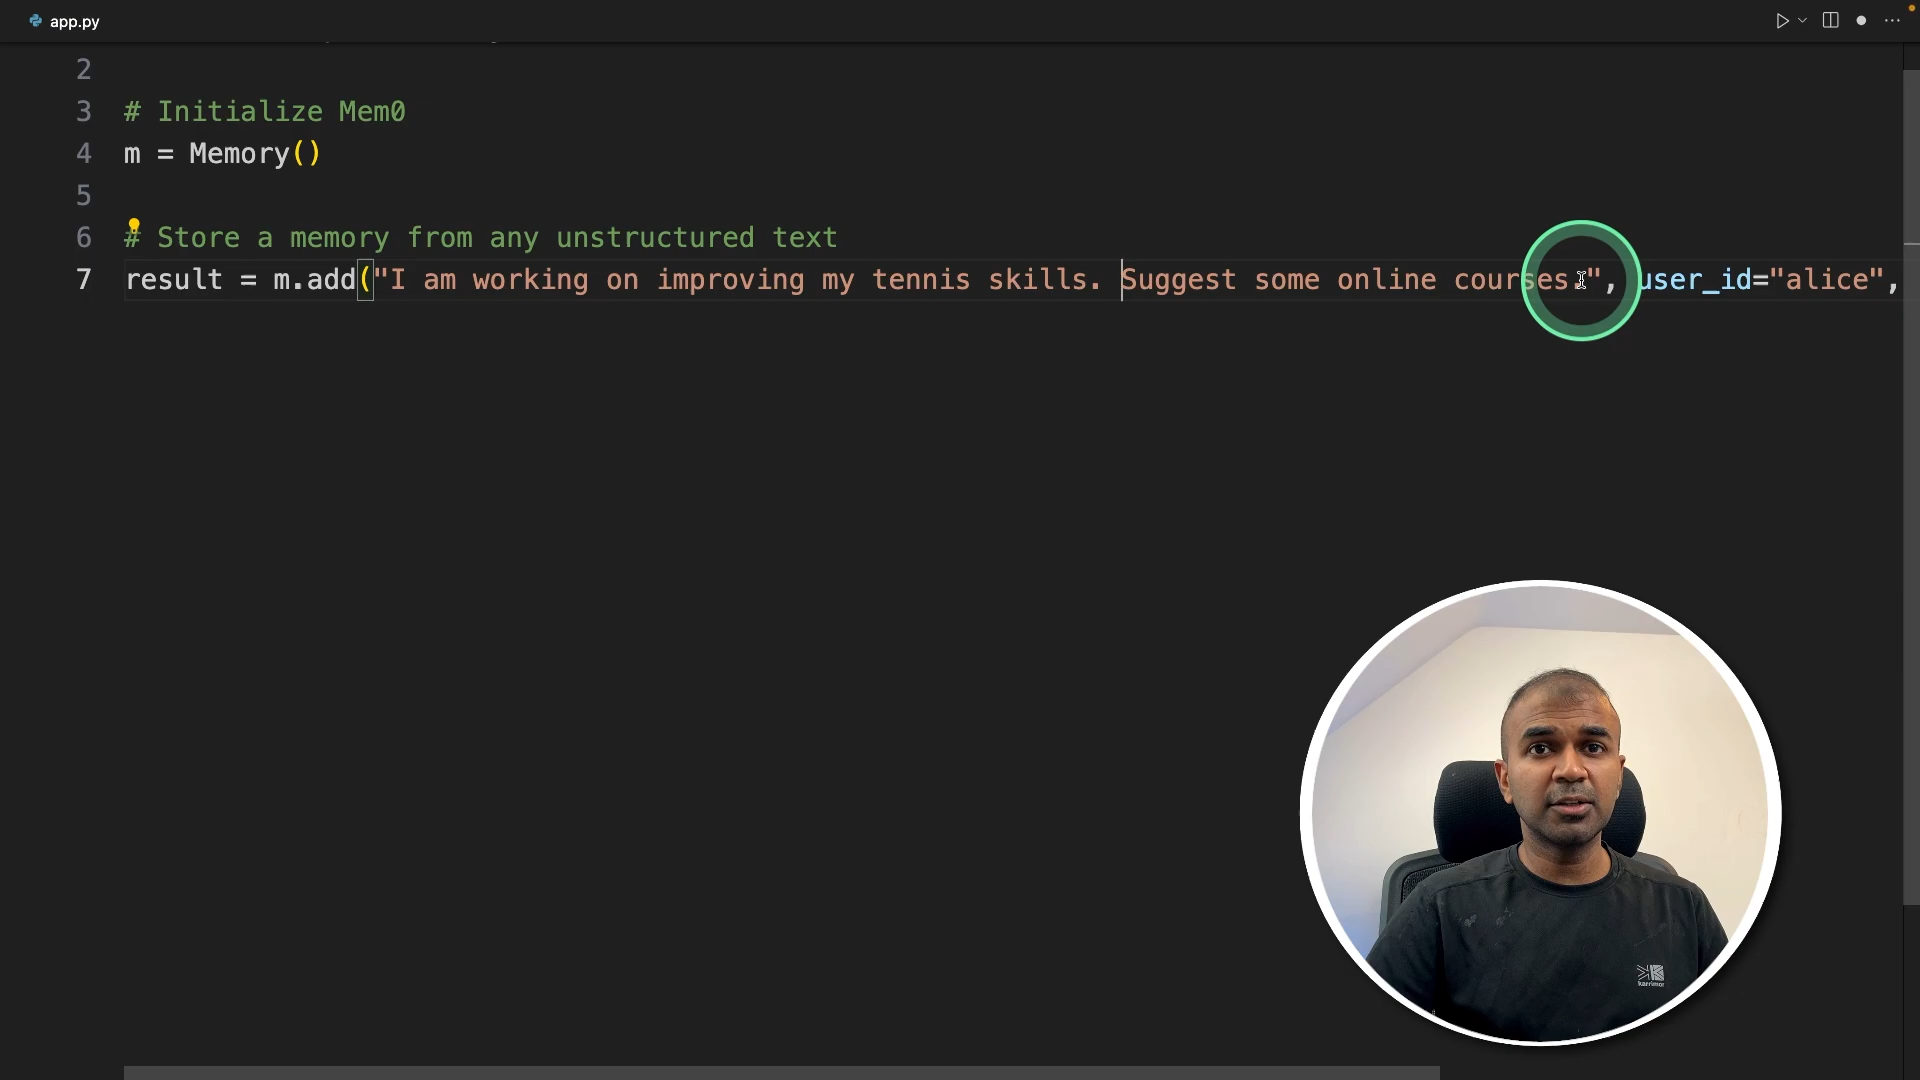 app.py
2
3 # Initialize Mem0
4 m = Memory()
5
6 # Store a memory from any unstructured text
7 result = m.add("I am working on improving my tennis skills. Suggest some online courses.", user_id="alice",
karrimor